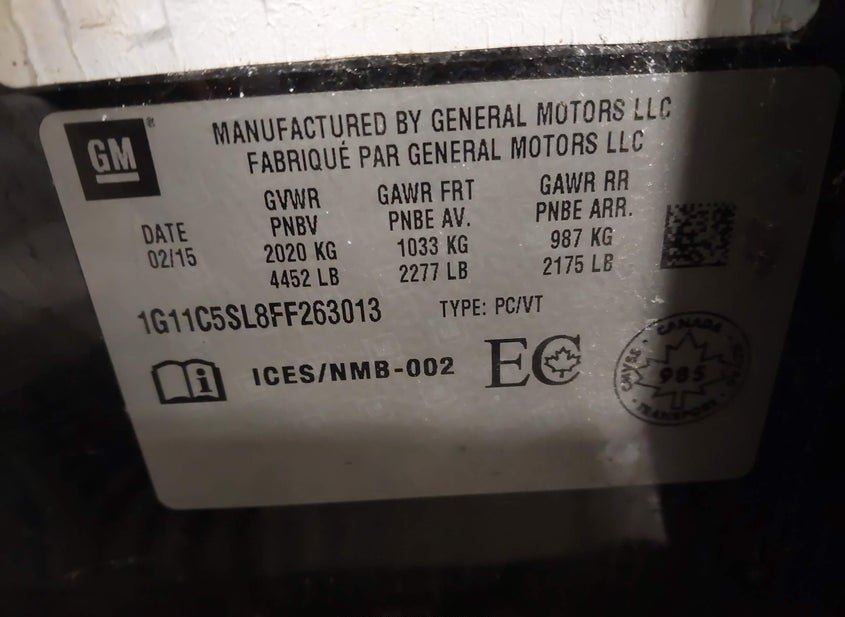 GM
MANUFACTURED BY GENERAL MOTORS LLC
FABRIQUÉ PAR GENERAL MOTORS LLC
DATE
02/15
GVWR
PNBV
2020 KG
4452 LB
GAWR FRT
PNBE AV.
1033 KG
2277 LB
GAWR RR
PNBE ARR.
987 KG
2175 LB
1G11C5SL8FF263013 TYPE: PC/VT
i ICES/NMB-002 EC
CANADA
985
TRANSPORT